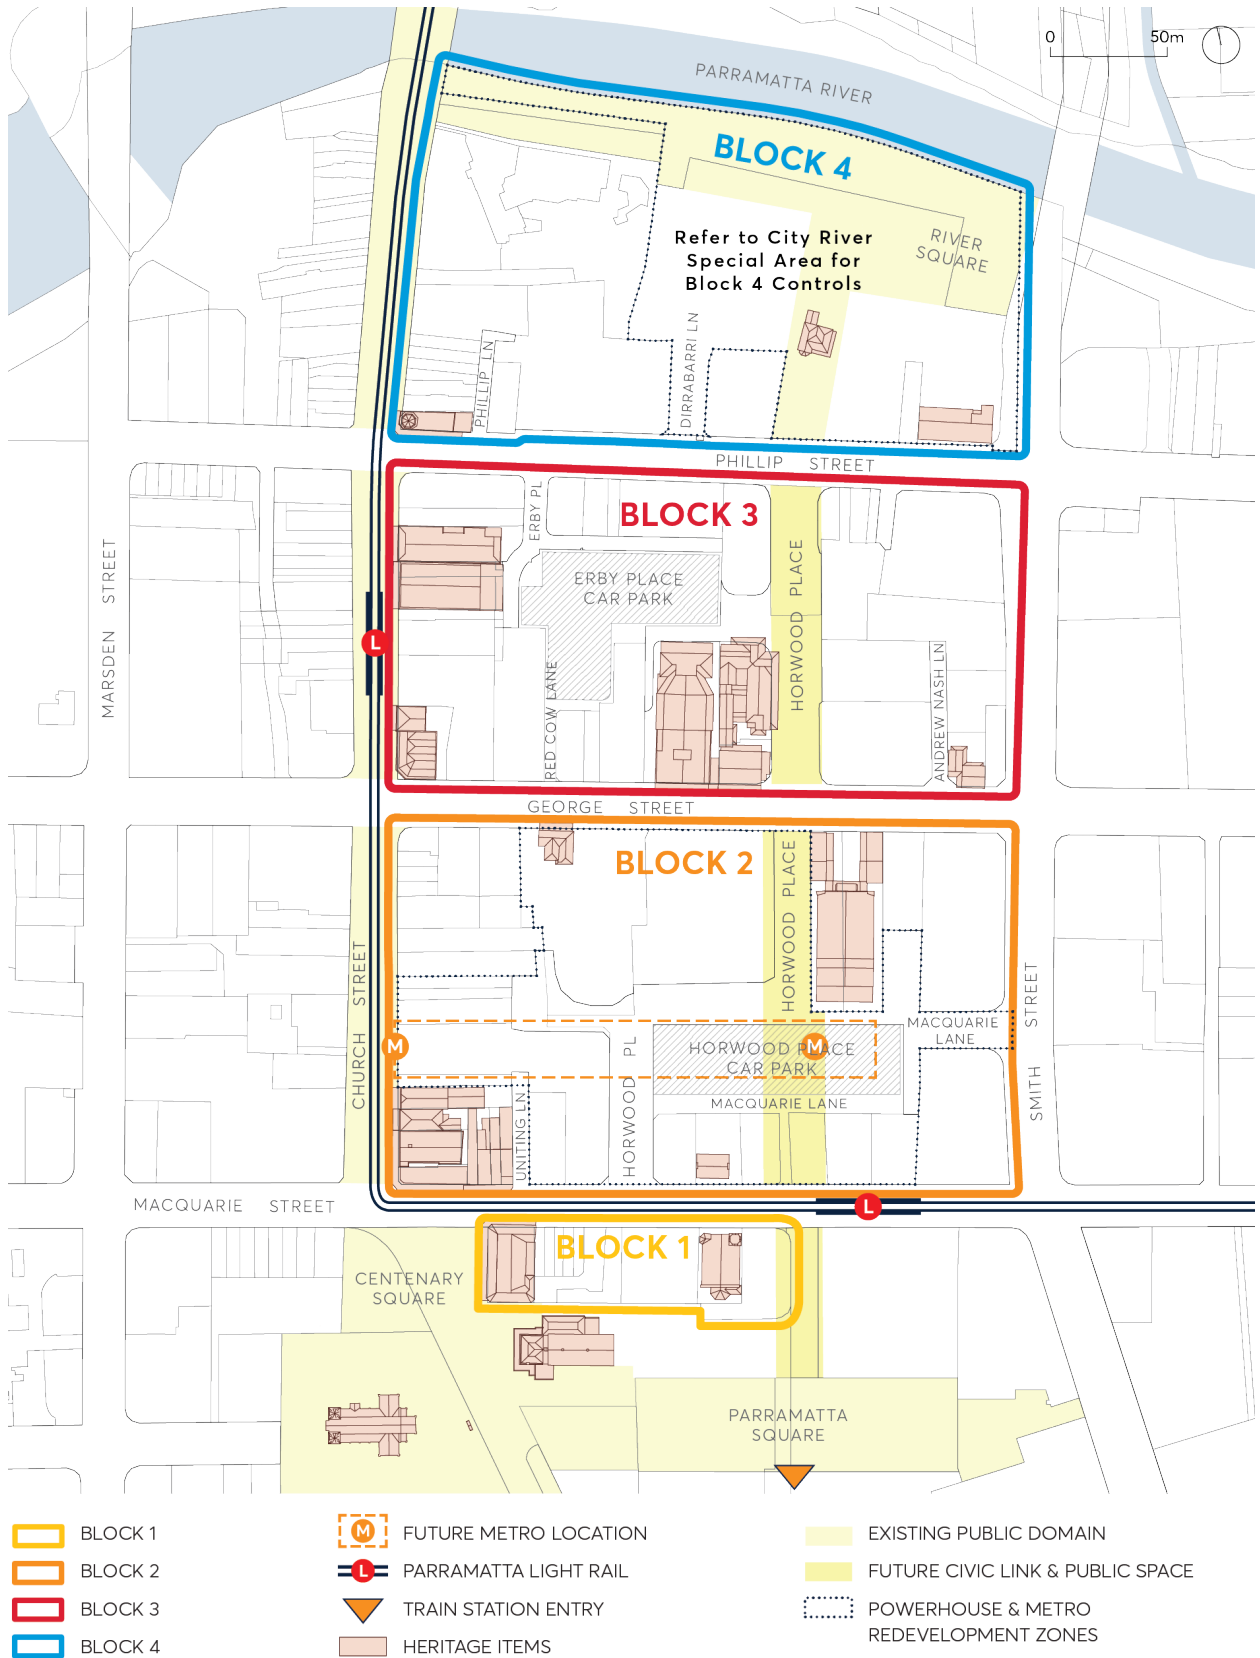 0 50m
PARRAMATTA RIVER
BLOCK 4
Refer to City River
Special Area for
Block 4 Controls
RIVER
SQUARE
PHILLIP LN
DIRRABARRI LN
PHILLIP STREET
MARSDEN STREET
ERBY PL
BLOCK 3
ERBY PLACE
CAR PARK
HORWOOD PLACE
L
RED COW LANE
ANDREW NASH LN
GEORGE STREET
BLOCK 2
HORWOOD PLACE
CHURCH STREET
SMITH STREET
MACQUARIE
LANE
M
HORWOOD PLACE
CAR PARK
M
HORWOOD PL
MACQUARIE LANE
UNITING LN
MACQUARIE STREET
L
BLOCK 1
CENTENARY
SQUARE
PARRAMATTA
SQUARE
BLOCK 1
BLOCK 2
BLOCK 3
BLOCK 4
M FUTURE METRO LOCATION
L PARRAMATTA LIGHT RAIL
TRAIN STATION ENTRY
HERITAGE ITEMS
EXISTING PUBLIC DOMAIN
FUTURE CIVIC LINK & PUBLIC SPACE
POWERHOUSE & METRO
REDEVELOPMENT ZONES